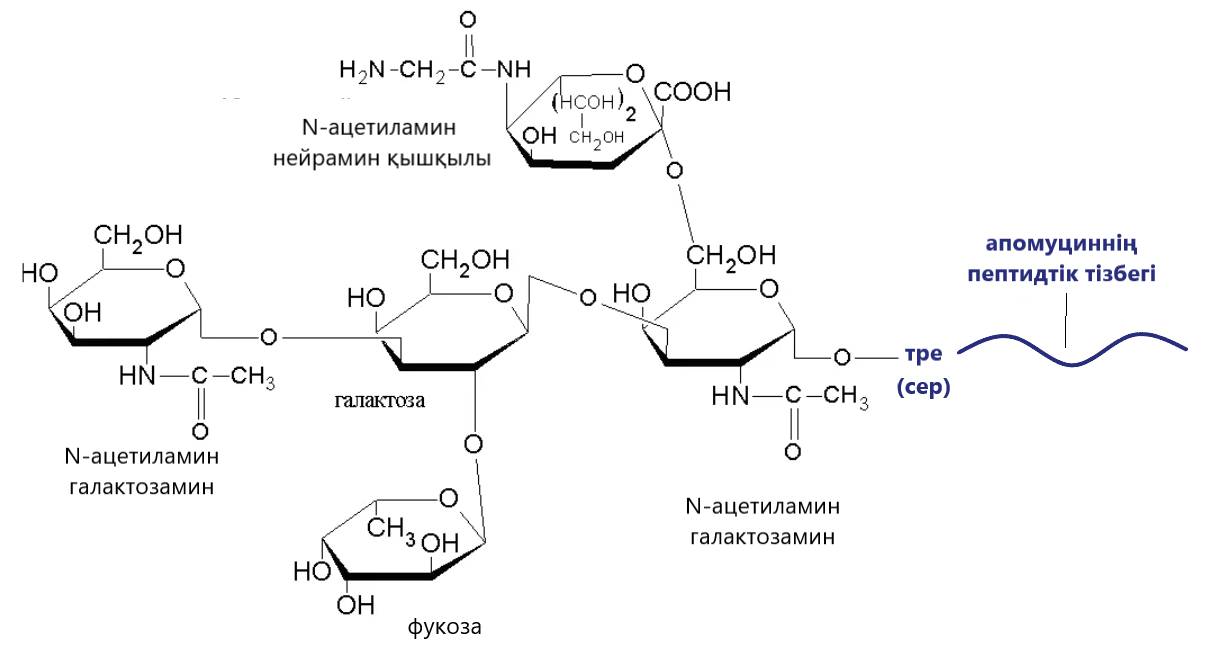 O
H₂N–CH₂–C–NH
O
COOH
(HCOH)₂
OH
CH₂OH
N-ацетиламин
нейрамин қышқылы
O
CH₂OH
HO
O
OH
O
HN–C–CH₃
O
N-ацетиламин
галактозамин
CH₂OH
HO
O
O
галактоза
O
O
CH₃
OH
HO
OH
фукоза
CH₂OH
HO
O
O
HN–C–CH₃
O
N-ацетиламин
галактозамин
апомуциннің
пептидтік тізбегі
тре
(сер)